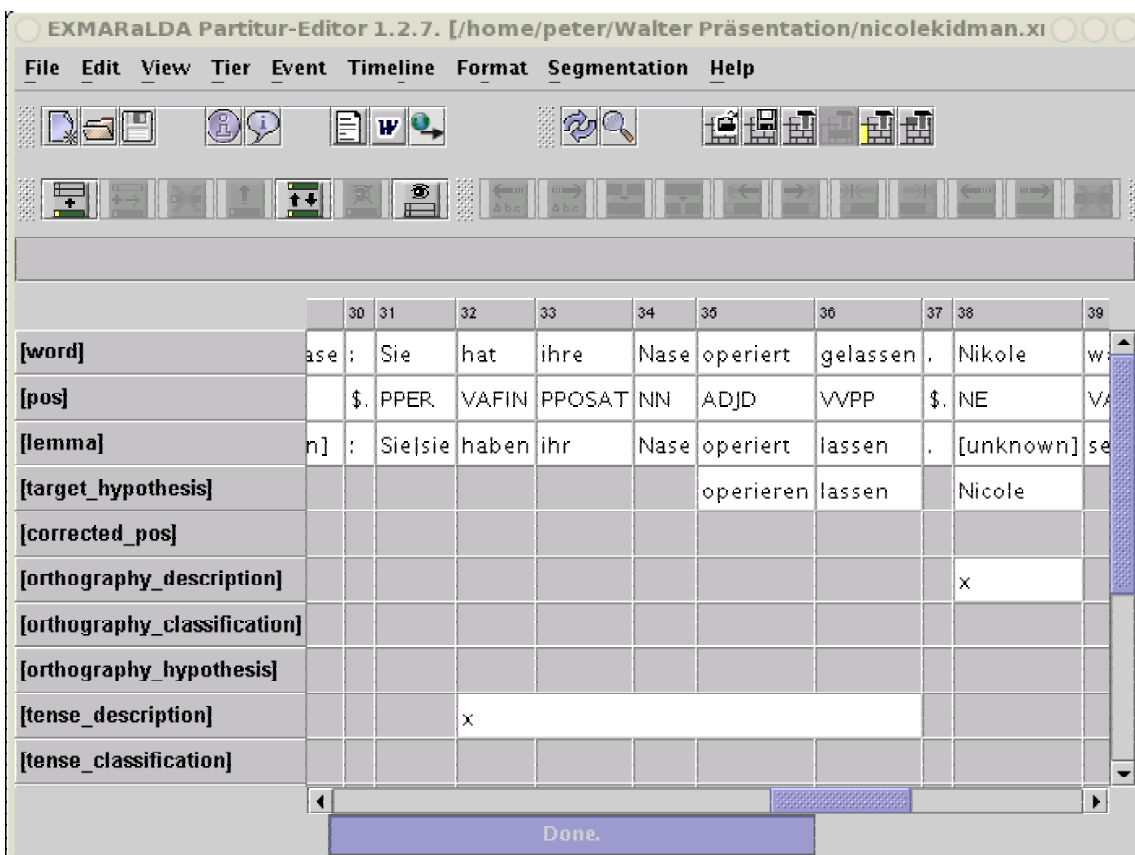 EXMARaLDA Partitur-Editor 1.2.7. [/home/peter/Walter Präsentation/nicolekidman.x
File Edit View Tier Event Timeline Format Segmentation Help
30 31 32 33 34 35 36 37 38 39
[word] ase ; Sie hat ihre Nase operiert gelassen . Nikole w
[pos] $. PPER VAFIN PPOSAT NN ADJD VVPP $. NE VA
[lemma] n] ; Sie|sie haben ihr Nase operiert lassen . [unknown] se
[target_hypothesis] operieren lassen Nicole
[corrected_pos]
[orthography_description] x
[orthography_classification]
[orthography_hypothesis]
[tense_description] x
[tense_classification]
Done.